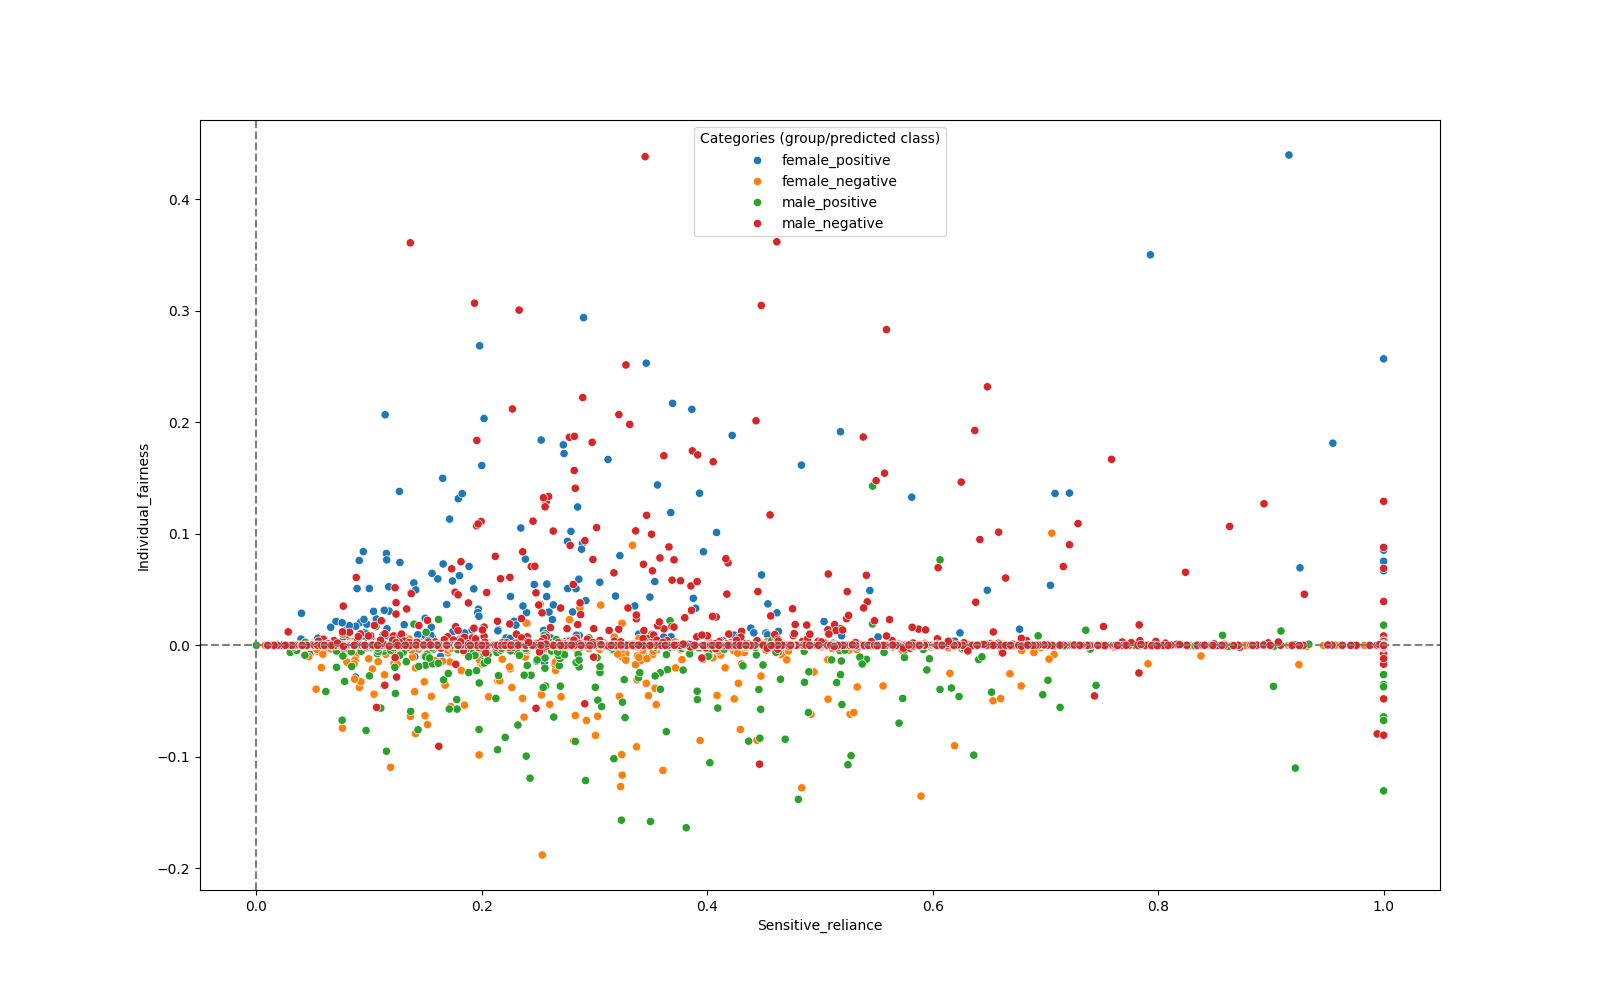 Categories (group/predicted class)
female_positive
female_negative
male_positive
male_negative
0.4
0.3
0.2
0.1
0.0
−0.1
−0.2
Individual_fairness
0.0 0.2 0.4 0.6 0.8 1.0
Sensitive_reliance